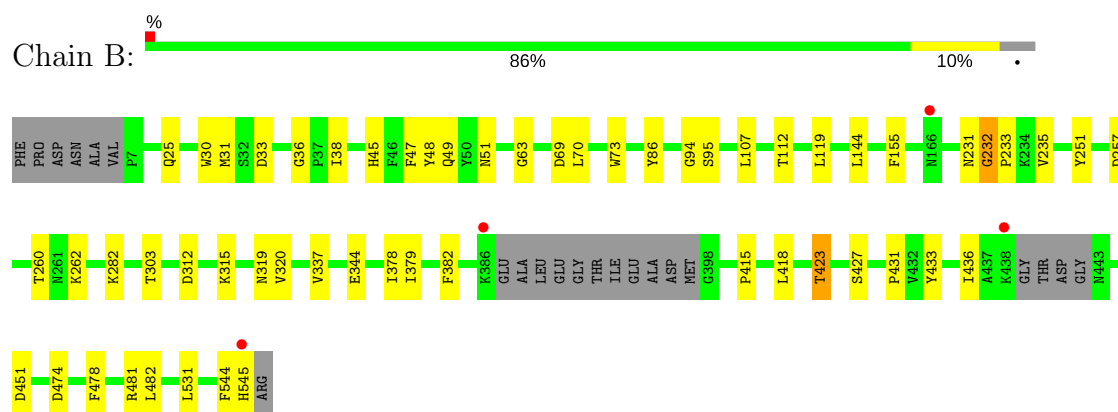 %
Chain B:
86% 10% •
PHE PRO ASP ASN ALA VAL P7 Q25 W30 W31 S32 D33 G36 P37 I38 H45 F46 F47 Y48 Q49 Y50 N51 G63 D69 L70 W73 Y86 G94 S95 L107 T112 L119 L144 F155 N166 N231 G232 P233 K234 V235 Y251 D257
T260 N261 K262 K282 T303 D312 K315 N319 V320 V337 E344 I378 I379 F382 K386 GLU ALA LEU GLU GLY THR ILE GLU ALA ASP MET G398 P415 L418 T423 S427 P431 V432 Y433 I436 A437 K438 GLY THR ASP GLY N443
D451 D474 F478 R481 L482 L531 F544 H545 ARG